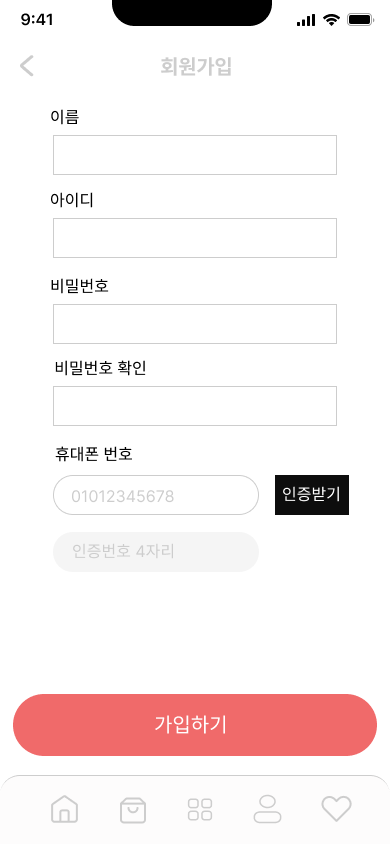 9:41
회원가입
이름
아이디
비밀번호
비밀번호 확인
휴대폰 번호
01012345678
인증받기
인증번호 4자리
가입하기